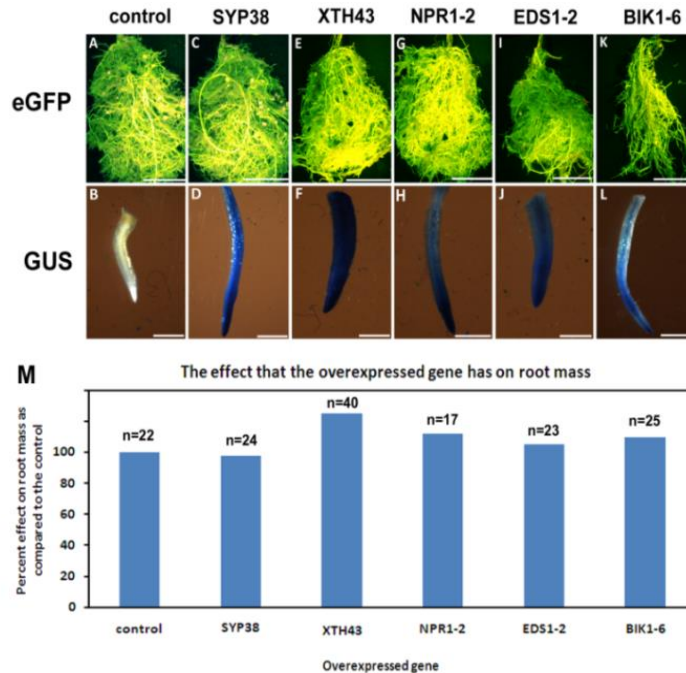 control SYP38 XTH43 NPR1-2 EDS1-2 BIK1-6
eGFP
A C E G I K
GUS
B D F H J L
M
The effect that the overexpressed gene has on root mass
Percent effect on root mass as
compared to the control
100
80
60
40
20
0
n=22 n=24 n=40 n=17 n=23 n=25
control SYP38 XTH43 NPR1-2 EDS1-2 BIK1-6
Overexpressed gene